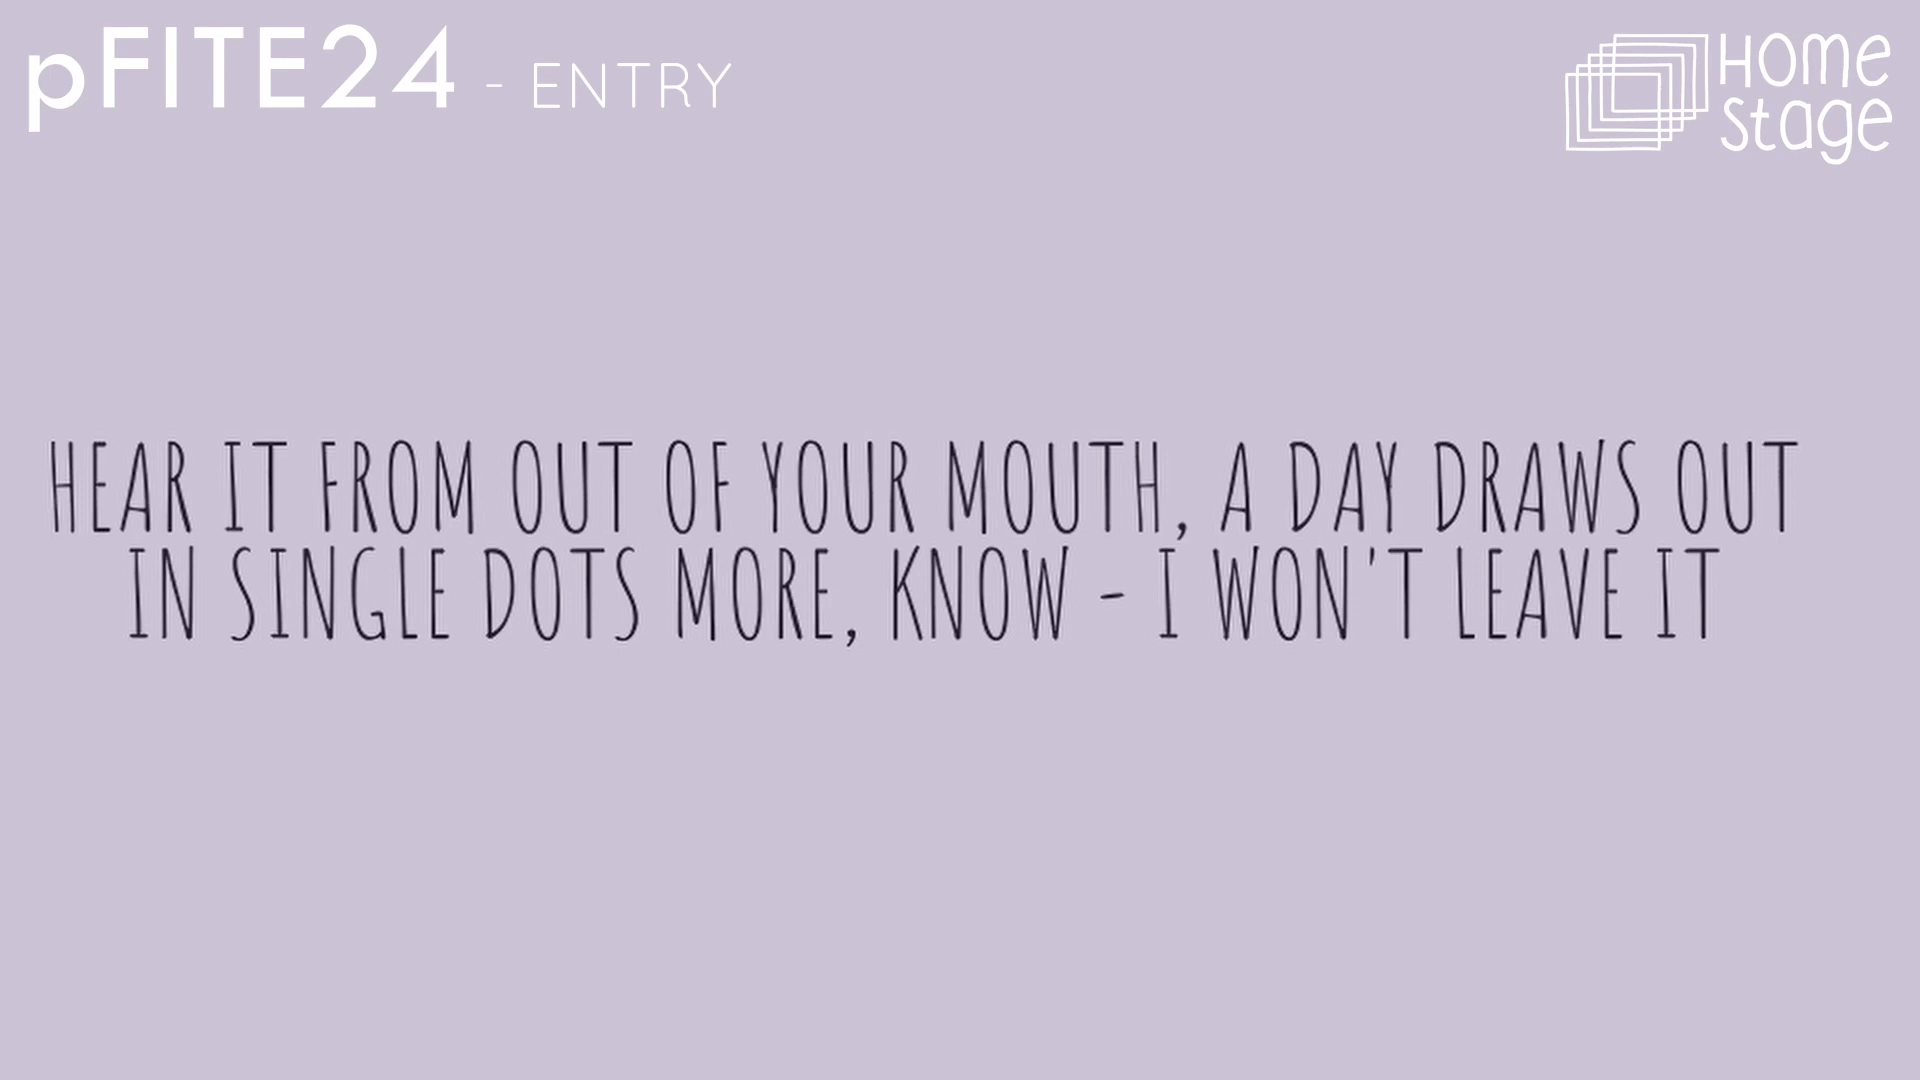 pFITE24 - ENTRY
Home
Stage
HEAR IT FROM OUT OF YOUR MOUTH, A DAY DRAWS OUT
IN SINGLE DOTS MORE, KNOW - I WON'T LEAVE IT